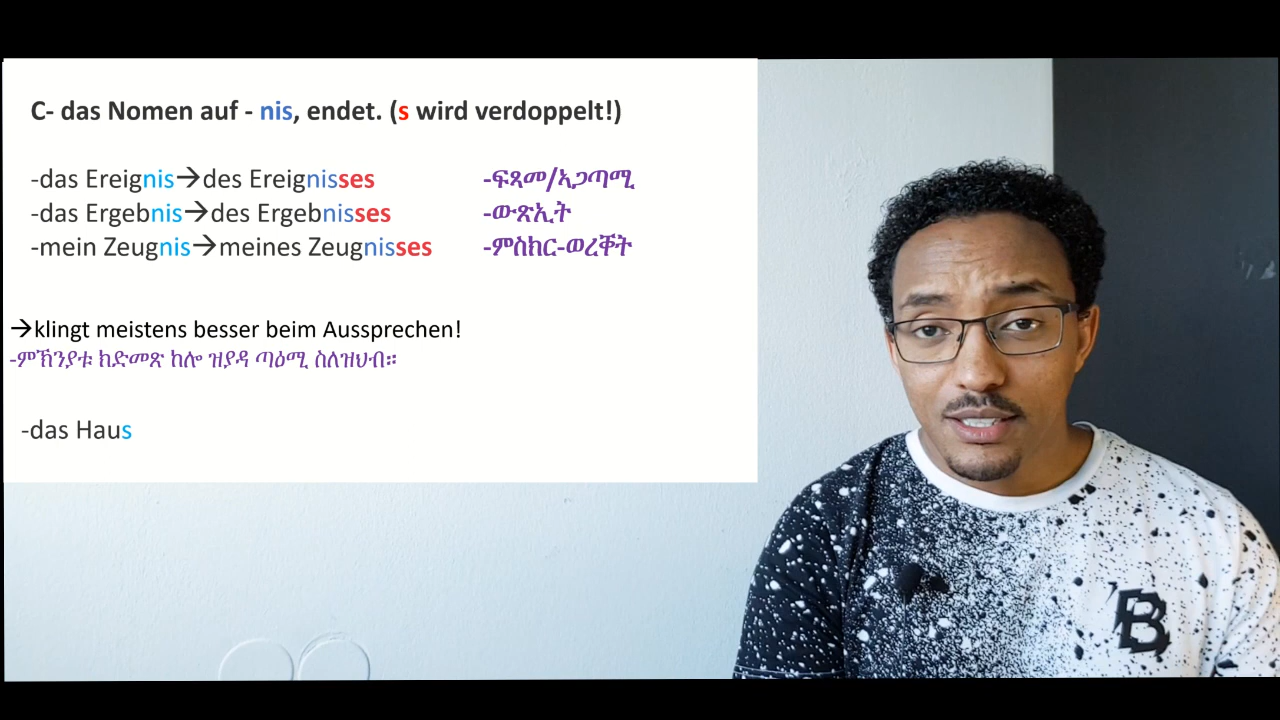 C- das Nomen auf - nis, endet. (s wird verdoppelt!)
-das Ereignis→des Ereignisses -ፍጻመ/ኣጋጣሚ
-das Ergebnis→des Ergebnisses -ውጽኢት
-mein Zeugnis→meines Zeugnisses -ምስክር-ወረቐት
→klingt meistens besser beim Aussprechen!
-ምኽንያቱ ክድመጽ ከሎ ዝያዳ ጣዕሚ ስለዝህብ።
-das Haus
B